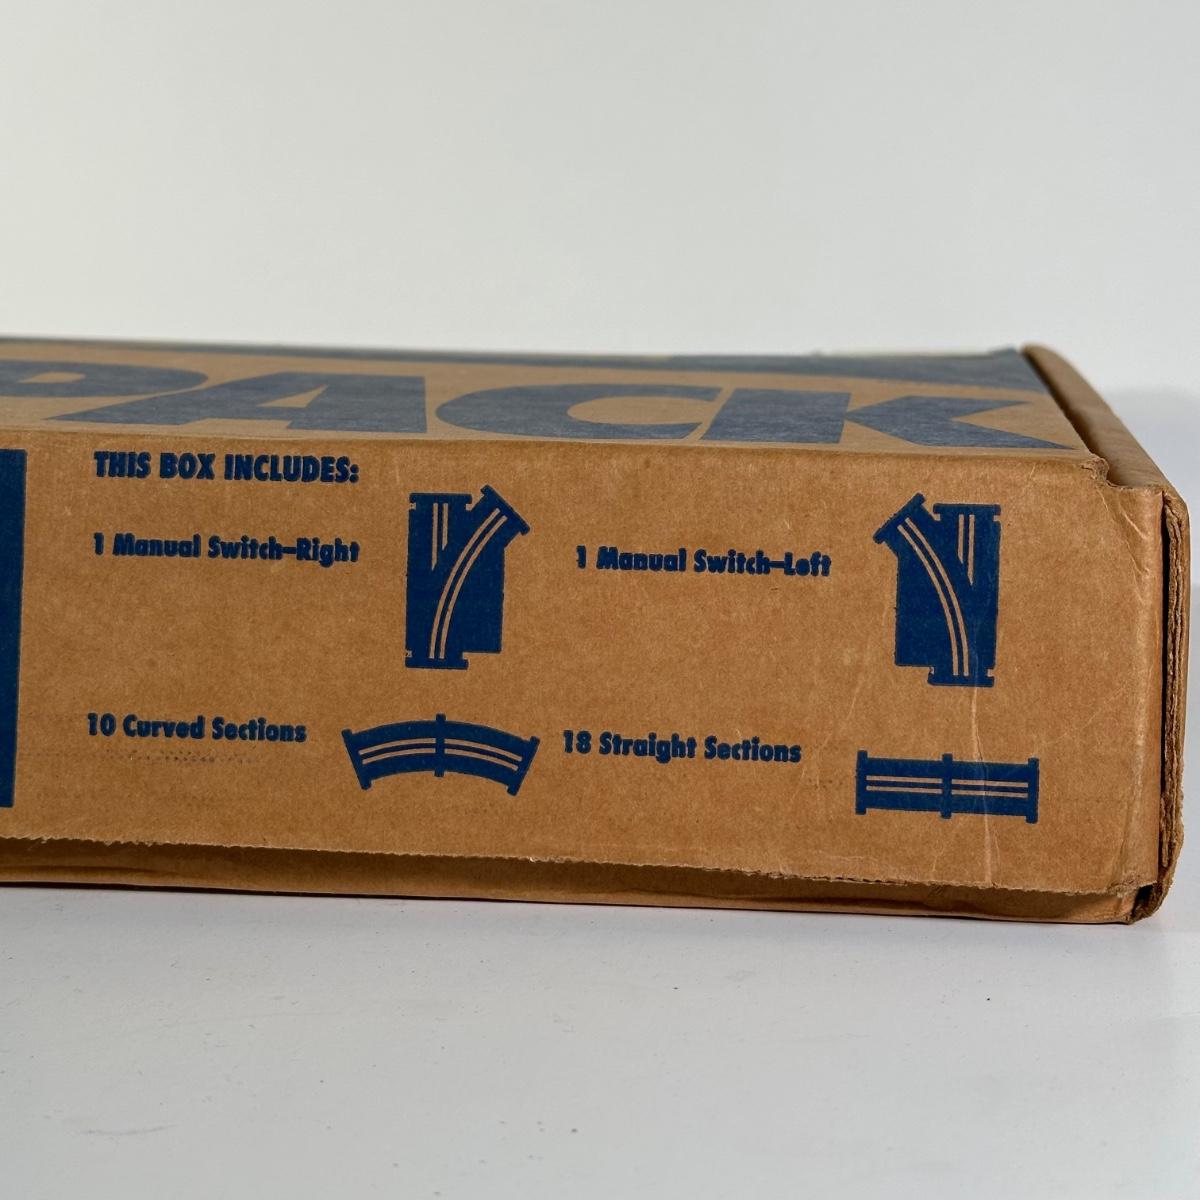 PACK
THIS BOX INCLUDES:
1 Manual Switch–Right
1 Manual Switch–Left
10 Curved Sections
18 Straight Sections